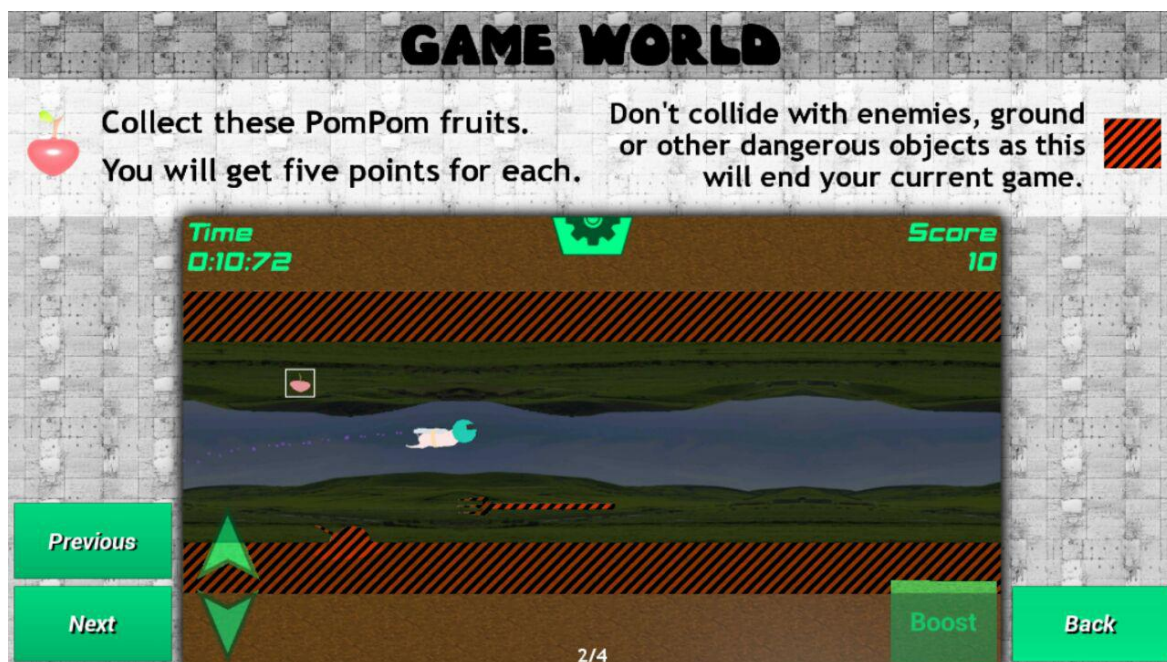 GAME WORLD
Collect these PomPom fruits.
You will get five points for each.
Don't collide with enemies, ground
or other dangerous objects as this
will end your current game.
Time
0:10:72
Score
10
Previous
Next
Boost
Back
2/4